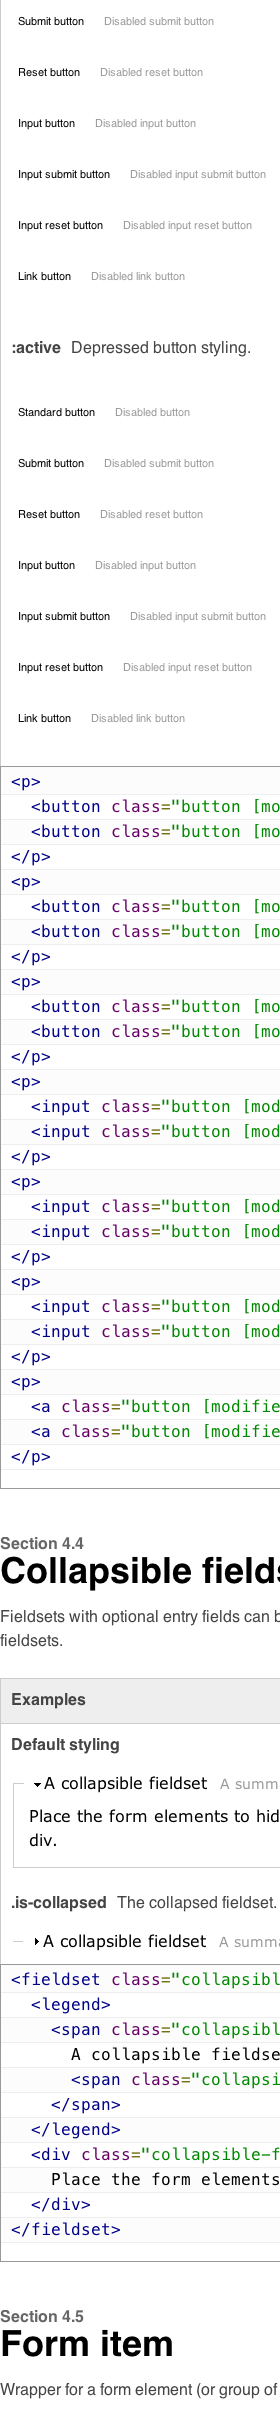 Submit button Disabled submit button
Reset button Disabled reset button
Input button Disabled input button
Input submit button Disabled input submit button
Input reset button Disabled input reset button
Link button Disabled link button
:active Depressed button styling.
Standard button Disabled button
Submit button Disabled submit button
Reset button Disabled reset button
Input button Disabled input button
Input submit button Disabled input submit button
Input reset button Disabled input reset button
Link button Disabled link button
<p>
  <button class="button [mo
  <button class="button [mo
</p>
<p>
  <button class="button [mo
  <button class="button [mo
</p>
<p>
  <button class="button [mo
  <button class="button [mo
</p>
<p>
  <input class="button [mod
  <input class="button [mod
</p>
<p>
  <input class="button [mod
  <input class="button [mod
</p>
<p>
  <input class="button [mod
  <input class="button [mod
</p>
<p>
  <a class="button [modifie
  <a class="button [modifie
</p>
Section 4.4
Collapsible fields
Fieldsets with optional entry fields can b
fieldsets.
Examples
Default styling
A collapsible fieldset A summ
Place the form elements to hid
div.
.is-collapsed The collapsed fieldset.
A collapsible fieldset A summ
<fieldset class="collapsibl
  <legend>
    <span class="collapsibl
      A collapsible fieldse
      <span class="collapsi
    </span>
  </legend>
  <div class="collapsible-f
    Place the form elements
  </div>
</fieldset>
Section 4.5
Form item
Wrapper for a form element (or group of